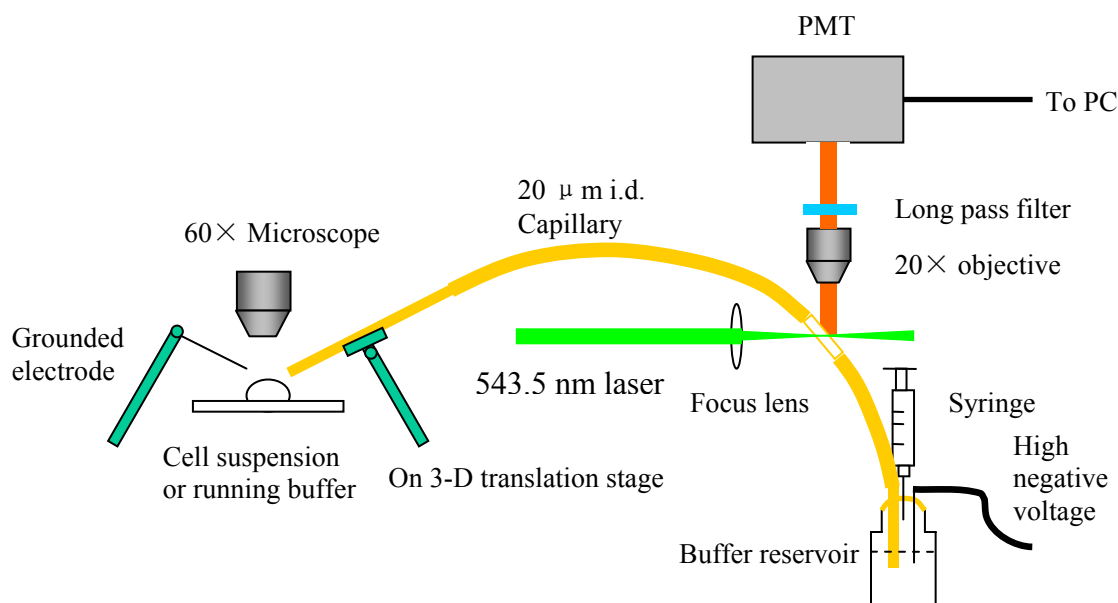 PMT
To PC
20 μm i.d.
Capillary
Long pass filter
60× Microscope
20× objective
Grounded
electrode
543.5 nm laser
Focus lens
Syringe
Cell suspension
or running buffer
On 3-D translation stage
High
negative
voltage
Buffer reservoir